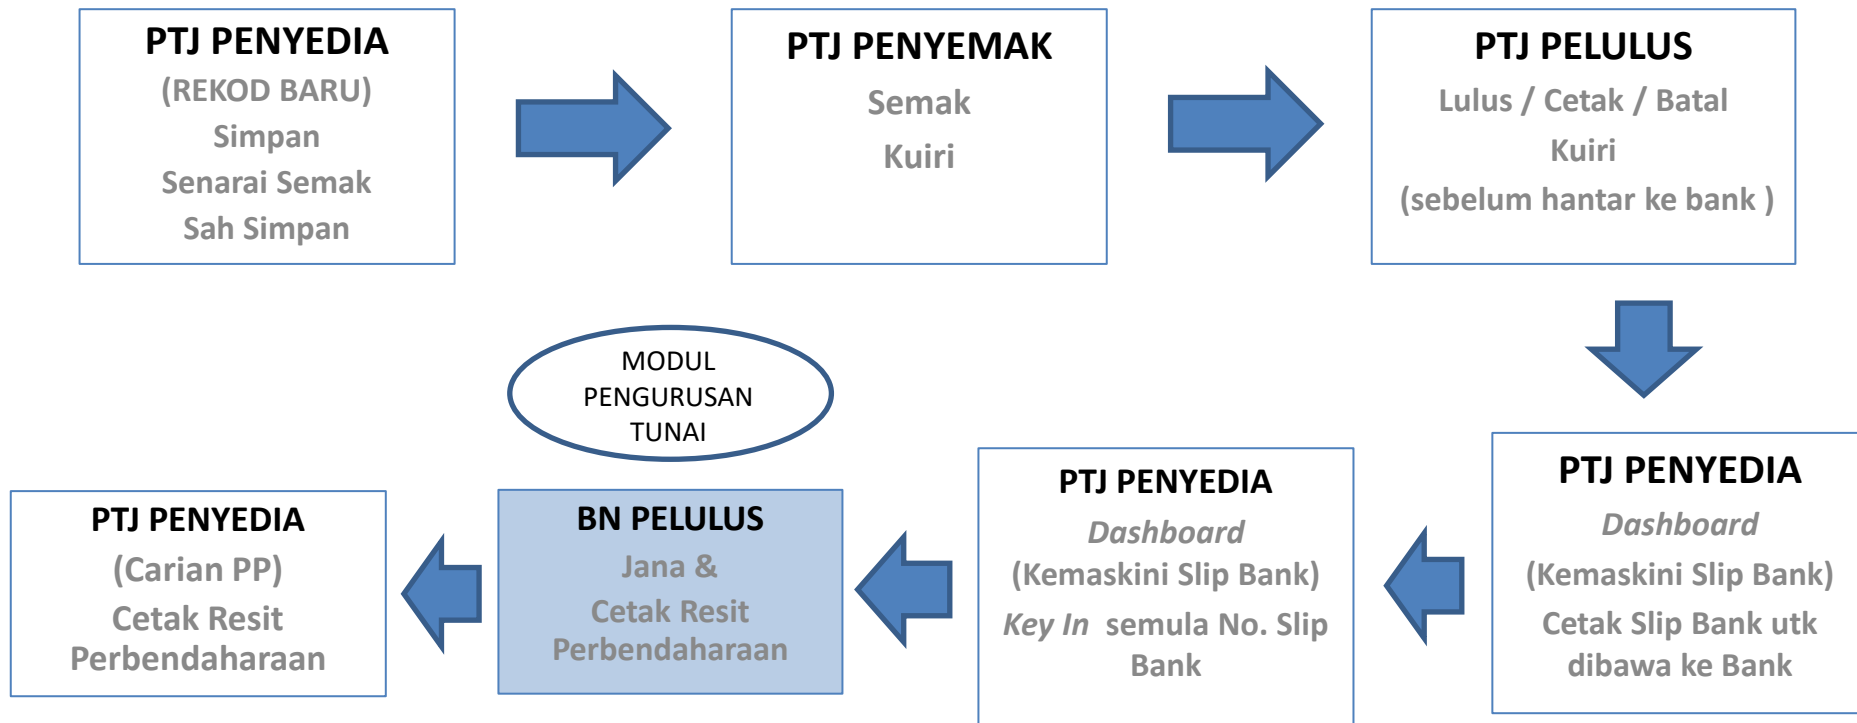 PTJ PENYEDIA
(REKOD BARU)
Simpan
Senarai Semak
Sah Simpan
PTJ PENYEMAK
Semak
Kuiri
PTJ PELULUS
Lulus / Cetak / Batal
Kuiri
(sebelum hantar ke bank )
PTJ PENYEDIA
Dashboard
(Kemaskini Slip Bank)
Cetak Slip Bank utk
dibawa ke Bank
PTJ PENYEDIA
Dashboard
(Kemaskini Slip Bank)
Key In semula No. Slip
Bank
MODUL
PENGURUSAN
TUNAI
BN PELULUS
Jana &
Cetak Resit
Perbendaharaan
PTJ PENYEDIA
(Carian PP)
Cetak Resit
Perbendaharaan